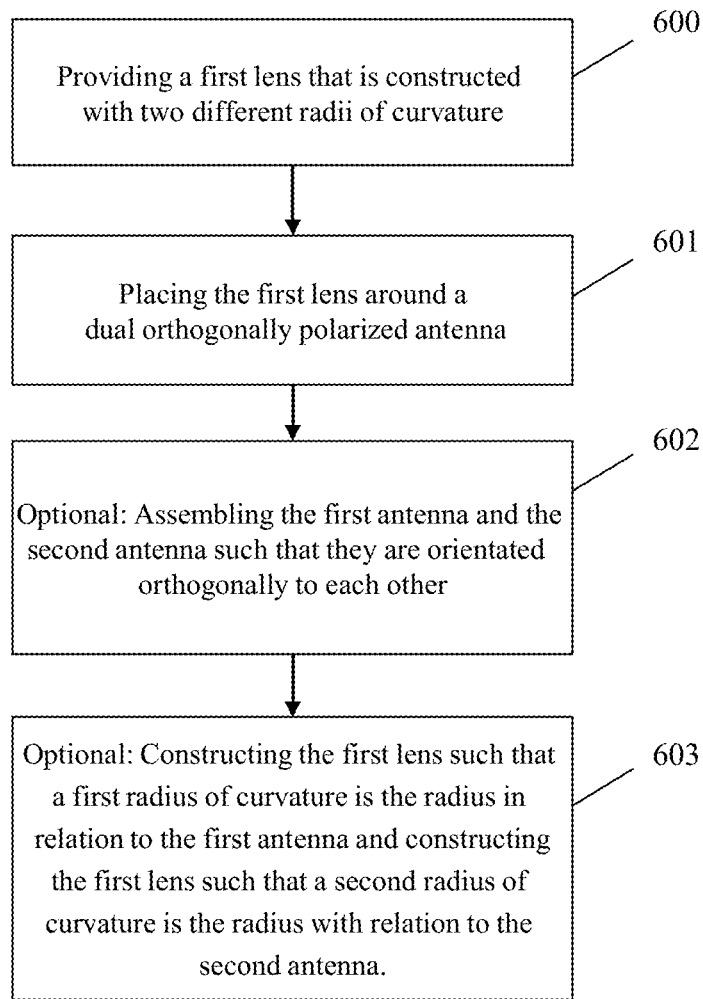 600
Providing a first lens that is constructed
with two different radii of curvature
601
Placing the first lens around a
dual orthogonally polarized antenna
602
Optional: Assembling the first antenna and the
second antenna such that they are orientated
orthogonally to each other
603
Optional: Constructing the first lens such that
a first radius of curvature is the radius in
relation to the first antenna and constructing
the first lens such that a second radius of
curvature is the radius with relation to the
second antenna.